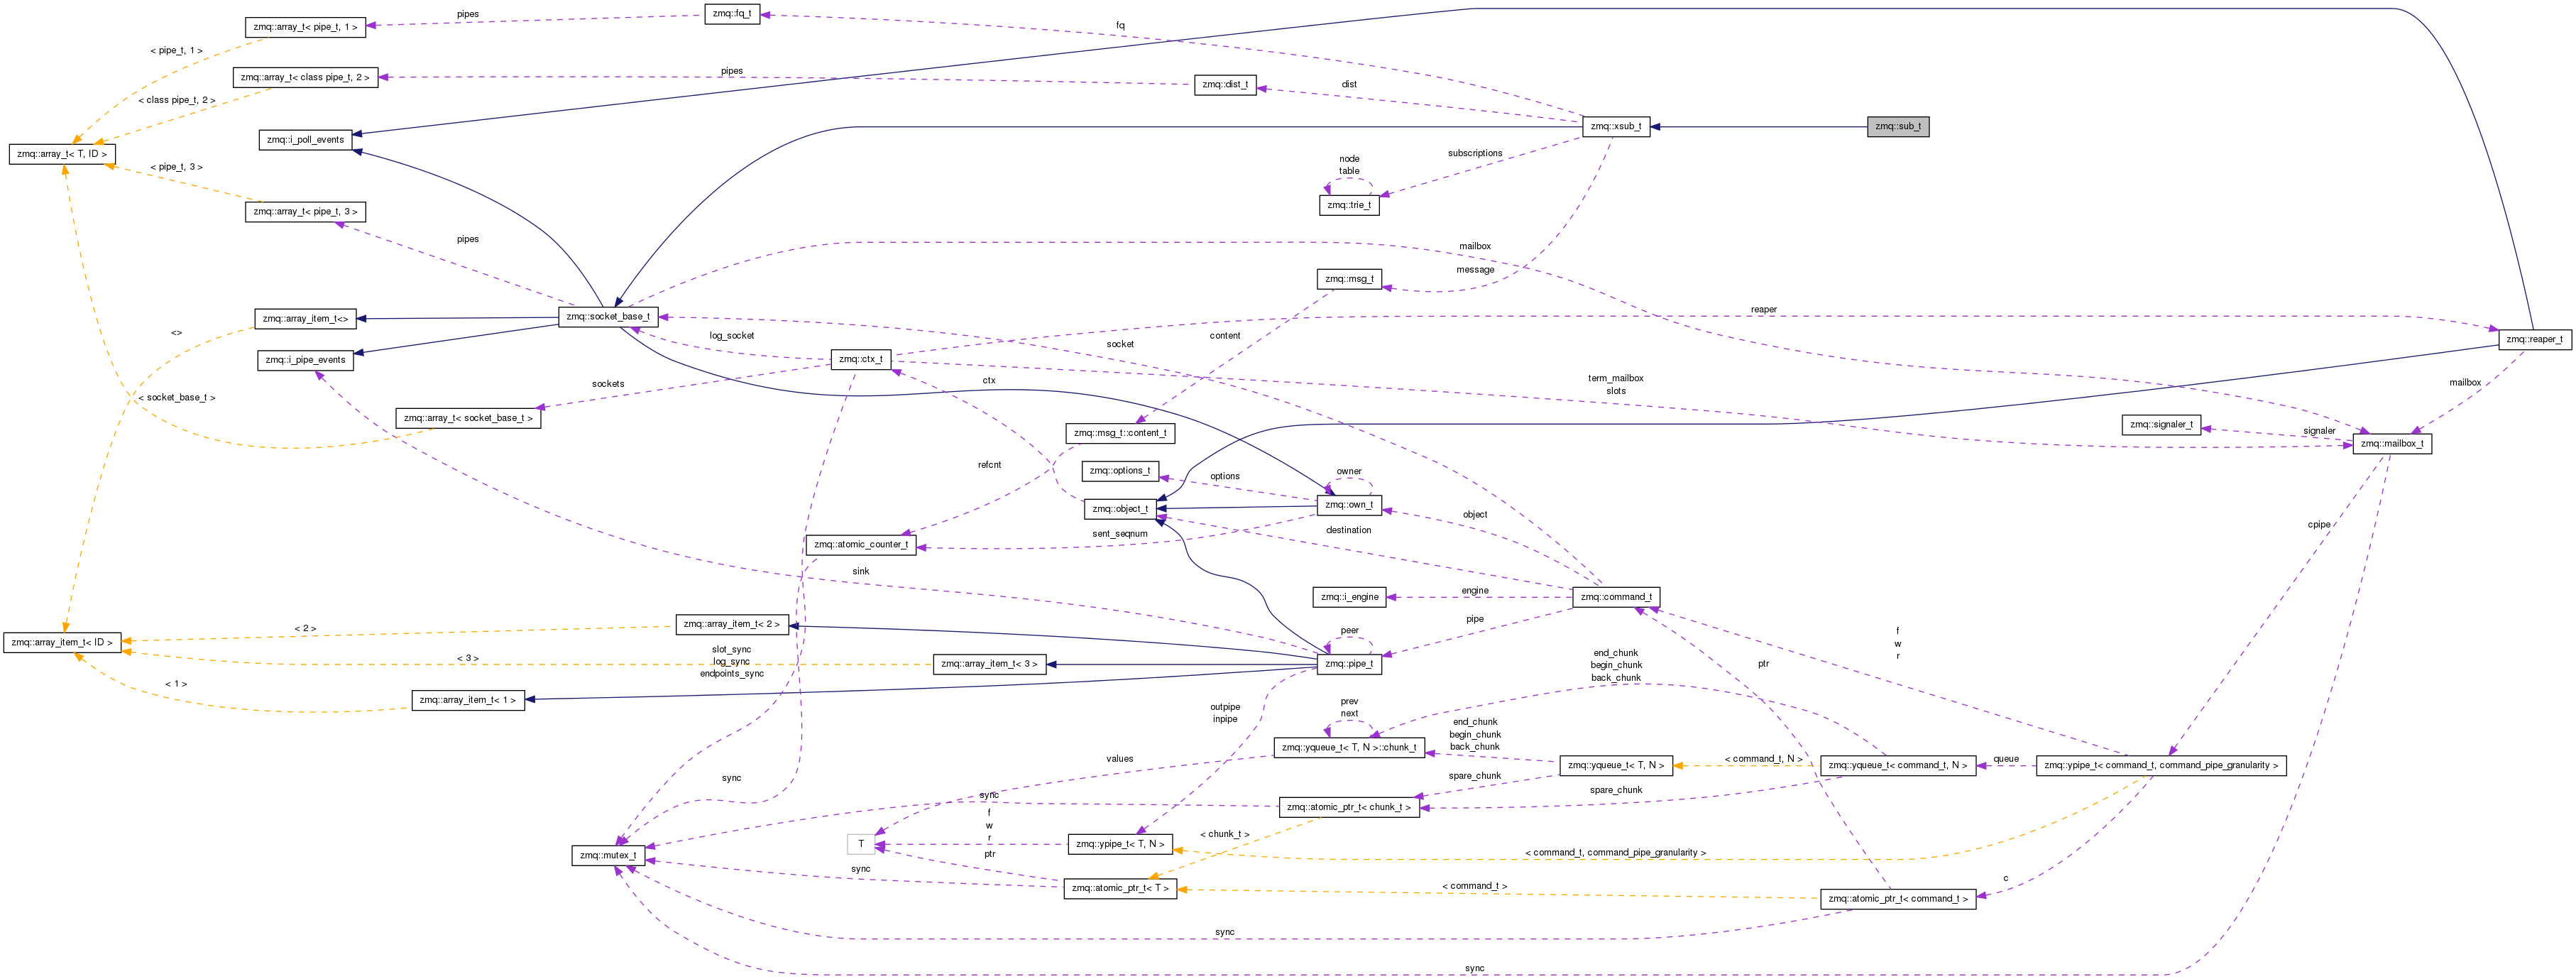 zmq::fq_t
pipes
zmq::array_t< pipe_t, 1 >
fq
< pipe_t, 1 >
zmq::array_t< class pipe_t, 2 >
pipes
zmq::dist_t
dist
< class pipe_t, 2 >
zmq::xsub_t
zmq::sub_t
zmq::i_poll_events
zmq::array_t< T, ID >
subscriptions
node
table
< pipe_t, 3 >
zmq::trie_t
zmq::array_t< pipe_t, 3 >
pipes
mailbox
message
zmq::msg_t
reaper
zmq::array_item_t<>
zmq::socket_base_t
<>
log_socket
content
socket
zmq::reaper_t
zmq::i_pipe_events
zmq::ctx_t
sockets
ctx
term_mailbox
slots
mailbox
< socket_base_t >
zmq::array_t< socket_base_t >
zmq::signaler_t
signaler
zmq::msg_t::content_t
zmq::mailbox_t
refcnt
zmq::options_t
options
owner
zmq::object_t
zmq::own_t
object
destination
cpipe
sent_seqnum
zmq::atomic_counter_t
sink
engine
zmq::i_engine
zmq::command_t
pipe
peer
< 2 >
zmq::array_item_t< 2 >
zmq::array_item_t< ID >
f
w
r
slot_sync
log_sync
endpoints_sync
< 3 >
zmq::array_item_t< 3 >
zmq::pipe_t
end_chunk
begin_chunk
back_chunk
ptr
< 1 >
zmq::array_item_t< 1 >
outpipe
inpipe
prev
next
end_chunk
begin_chunk
back_chunk
zmq::yqueue_t< T, N >::chunk_t
values
zmq::yqueue_t< T, N >
< command_t, N >
zmq::yqueue_t< command_t, N >
queue
zmq::ypipe_t< command_t, command_pipe_granularity >
sync
spare_chunk
spare_chunk
sync
zmq::atomic_ptr_t< chunk_t >
f
w
r
< chunk_t >
T
zmq::ypipe_t< T, N >
< command_t, command_pipe_granularity >
zmq::mutex_t
ptr
sync
zmq::atomic_ptr_t< T >
< command_t >
c
zmq::atomic_ptr_t< command_t >
sync
sync